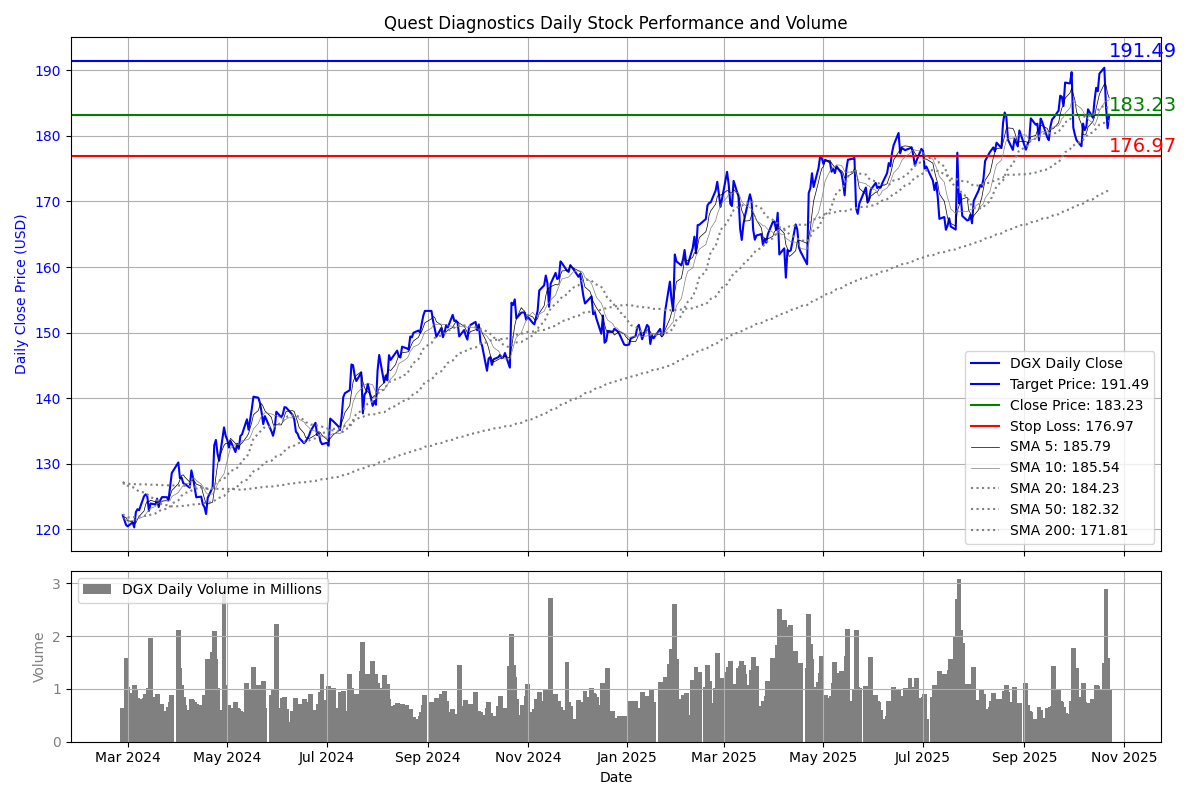 Quest Diagnostics Daily Stock Performance and Volume
Daily Close Price (USD)
190
180
170
160
150
140
130
120
191.49
183.23
176.97
DGX Daily Close
Target Price: 191.49
Close Price: 183.23
Stop Loss: 176.97
SMA 5: 185.79
SMA 10: 185.54
SMA 20: 184.23
SMA 50: 182.32
SMA 200: 171.81
Volume
3
2
1
0
DGX Daily Volume in Millions
Mar 2024
May 2024
Jul 2024
Sep 2024
Nov 2024
Jan 2025
Mar 2025
May 2025
Jul 2025
Sep 2025
Nov 2025
Date